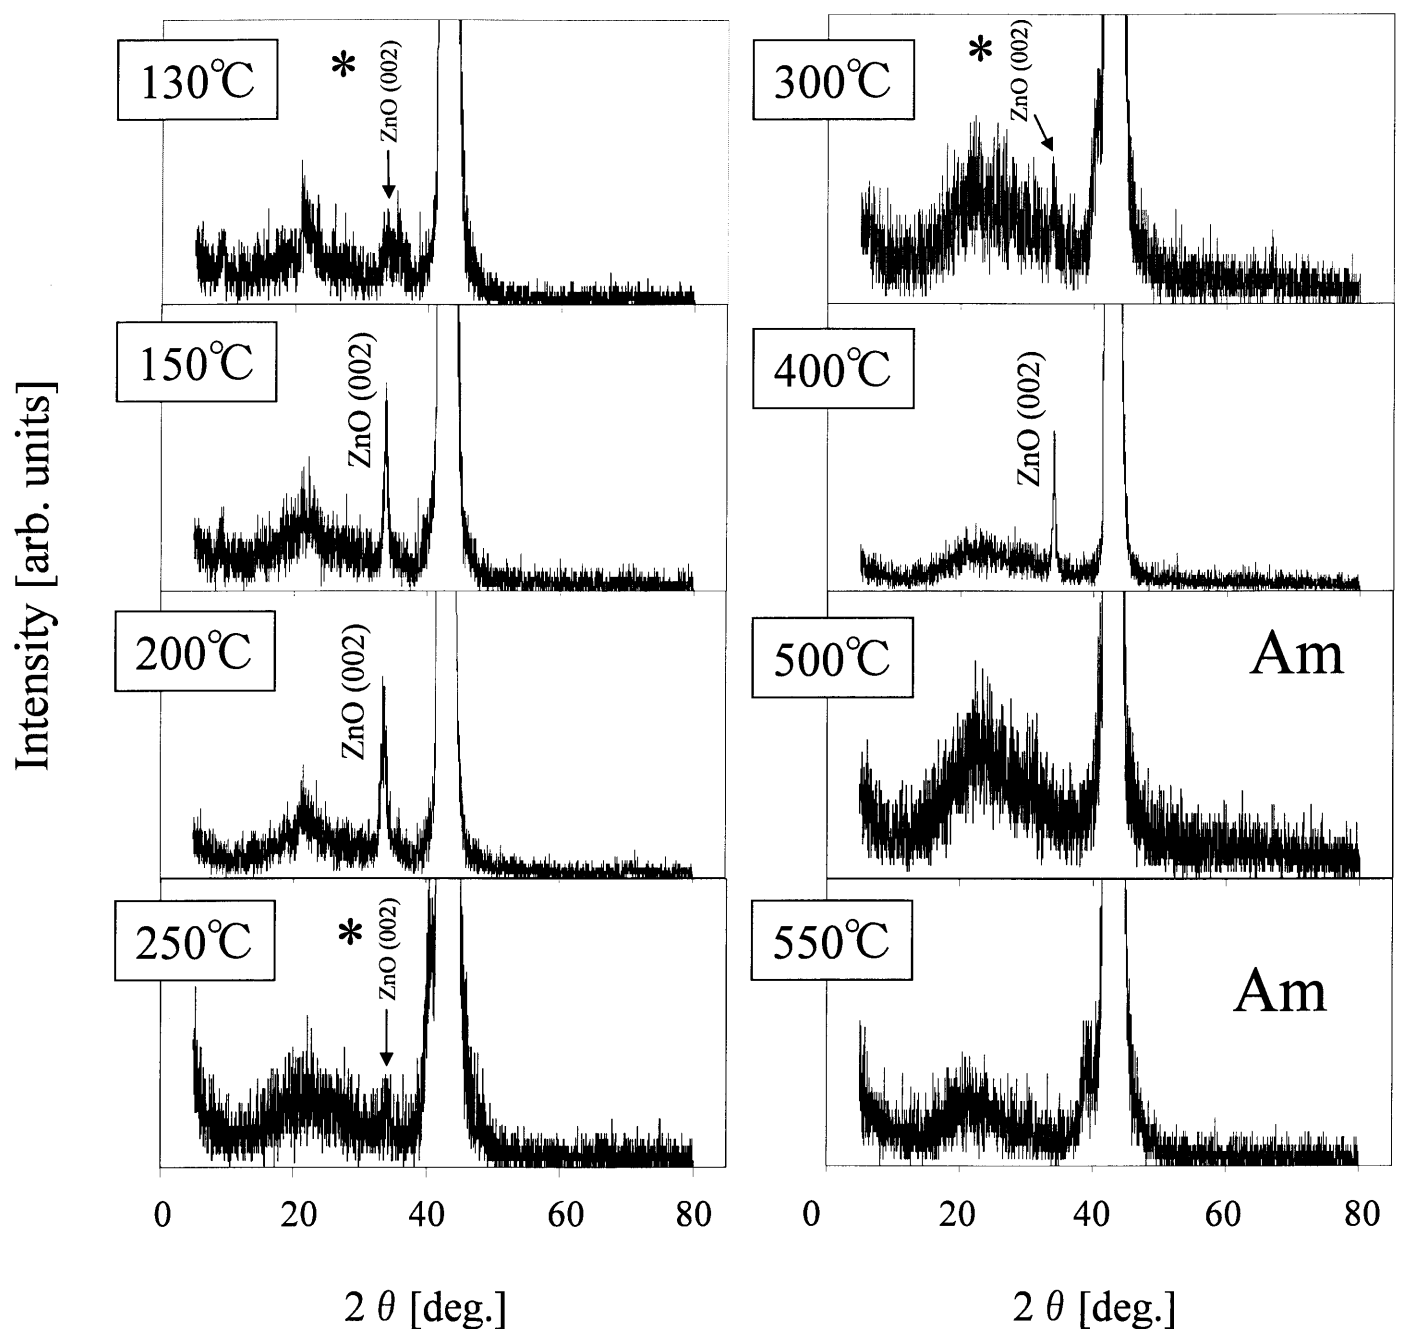 130℃
*
ZnO (002)
150℃
ZnO (002)
200℃
ZnO (002)
250℃
*
ZnO (002)
300℃
*
ZnO (002)
400℃
ZnO (002)
500℃
Am
550℃
Am
Intensity [arb. units]
0 20 40 60 80
0 20 40 60 80
2 θ [deg.]
2 θ [deg.]